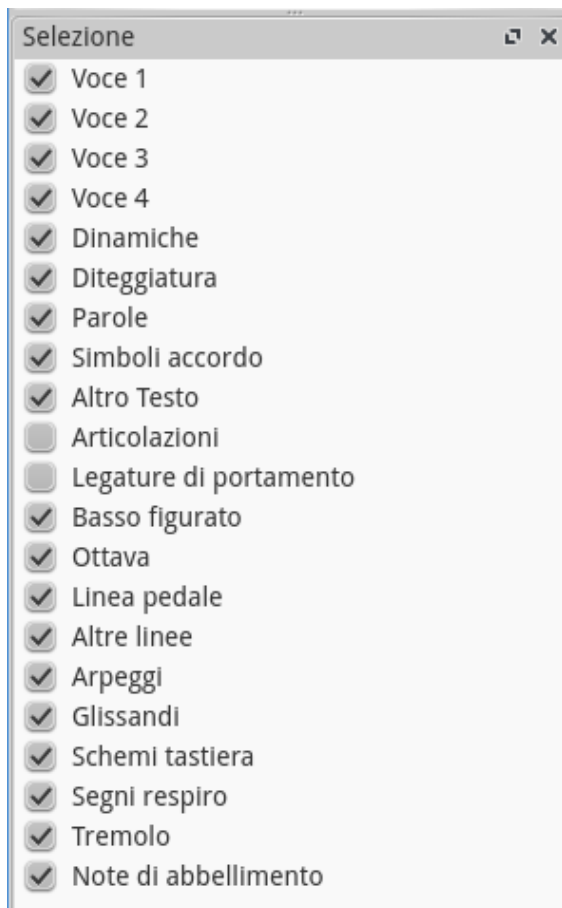 Selezione
Voce 1
Voce 2
Voce 3
Voce 4
Dinamiche
Diteggiatura
Parole
Simboli accordo
Altro Testo
Articolazioni
Legature di portamento
Basso figurato
Ottava
Linea pedale
Altre linee
Arpeggi
Glissandi
Schemi tastiera
Segni respiro
Tremolo
Note di abbellimento